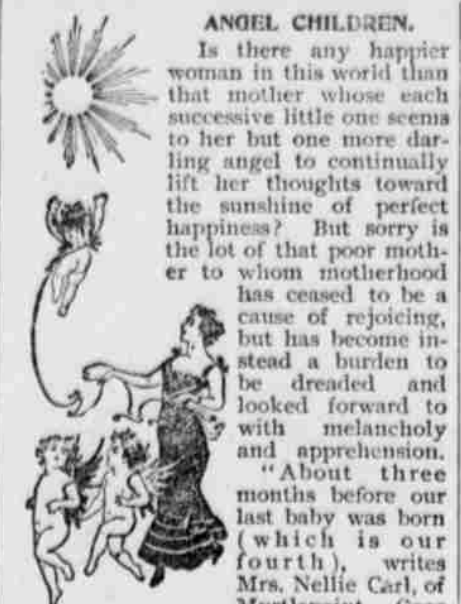 ANGEL CHILDREN.
Is there any happier
woman in this world than
that mother whose each
successive little one seems
to her but one more dar-
ling angel to continually
lift her thoughts toward
the sunshine of perfect
happiness? But sorry is
the lot of that poor moth-
er to whom motherhood
has ceased to be a
cause of rejoicing,
but has become in-
stead a burden to
be dreaded and
looked forward to
with melancholy
and apprehension.
"About three
months before our
last baby was born
(which is our
fourth), writes
Mrs. Nellie Carl, of